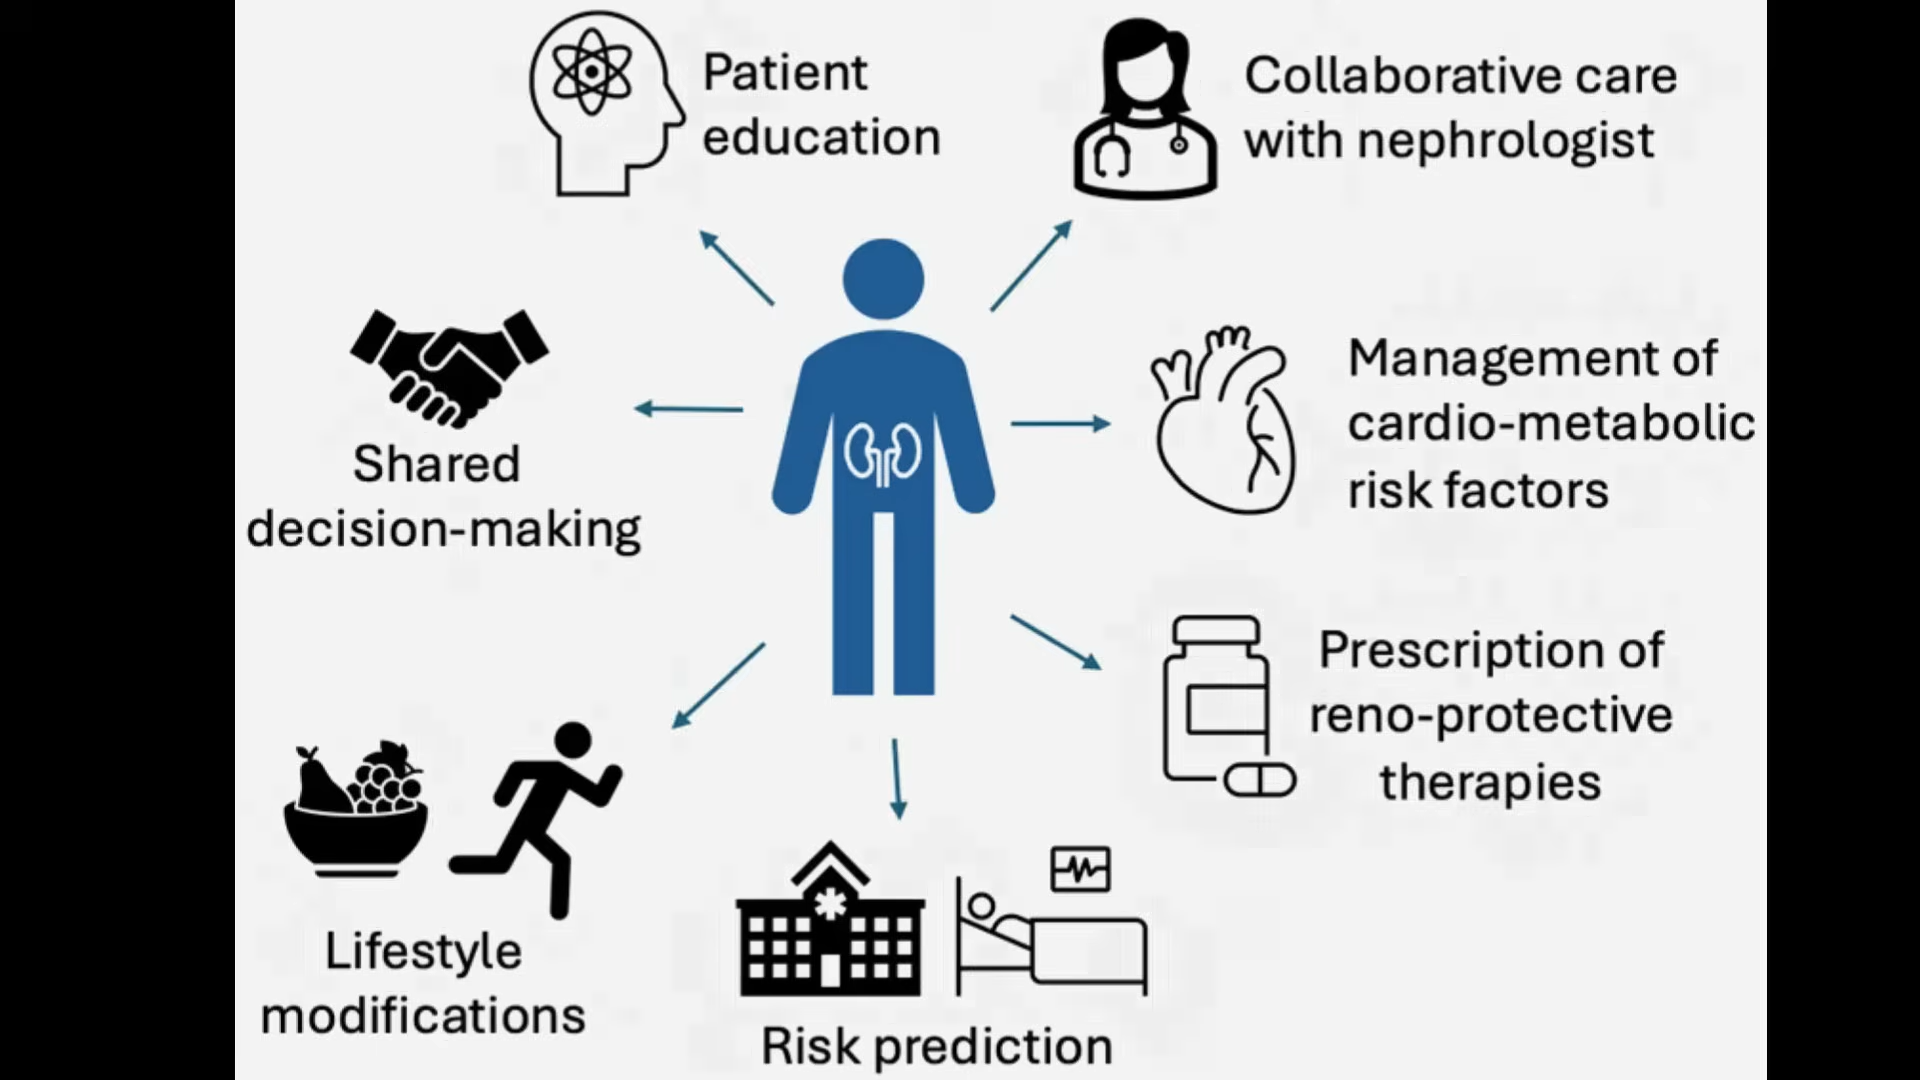 Patient
education
Collaborative care
with nephrologist
Shared
decision-making
Management of
cardio-metabolic
risk factors
Prescription of
reno-protective
therapies
Lifestyle
modifications
Risk prediction